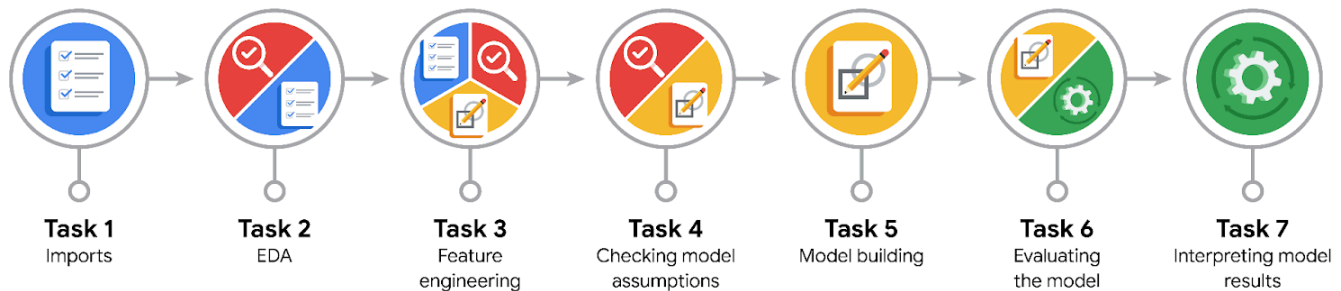 Task 1
Imports
Task 2
EDA
Task 3
Feature
engineering
Task 4
Checking model
assumptions
Task 5
Model building
Task 6
Evaluating
the model
Task 7
Interpreting model
results